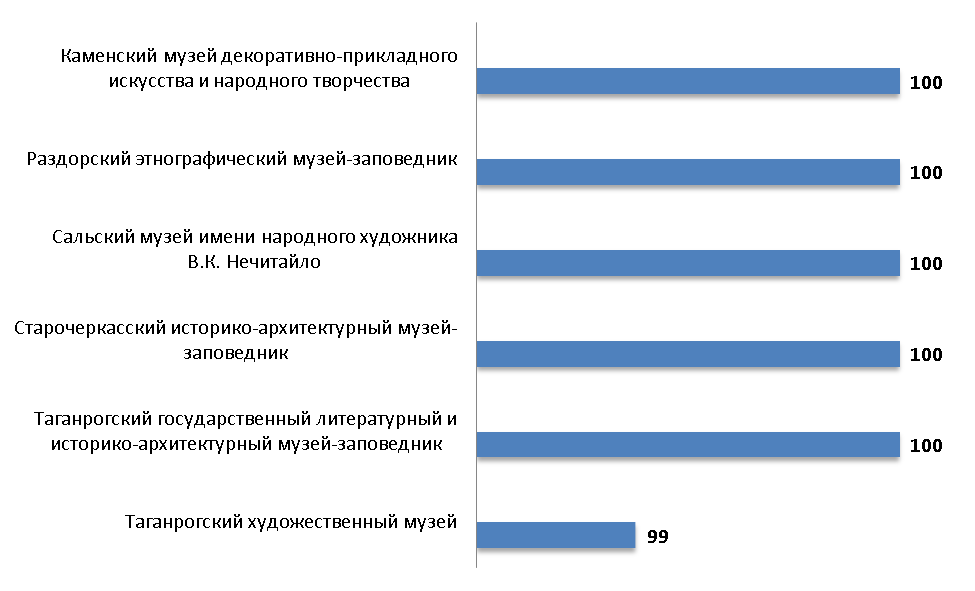 Каменский музей декоративно-прикладного
искусства и народного творчества
100
Раздорский этнографический музей-заповедник
100
Сальский музей имени народного художника
В.К. Нечитайло
100
Старочеркасский историко-архитектурный музей-
заповедник
100
Таганрогский государственный литературный и
историко-архитектурный музей-заповедник
100
Таганрогский художественный музей
99